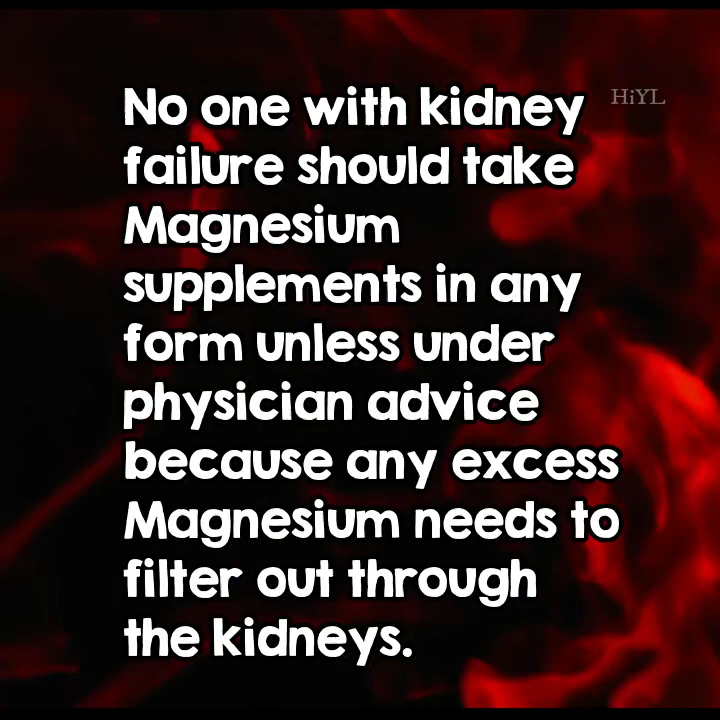 No one with kidney
HiYL
failure should take
Magnesium
supplements in any
form unless under
physician advice
because any excess
Magnesium needs to
filter out through
the kidneys.